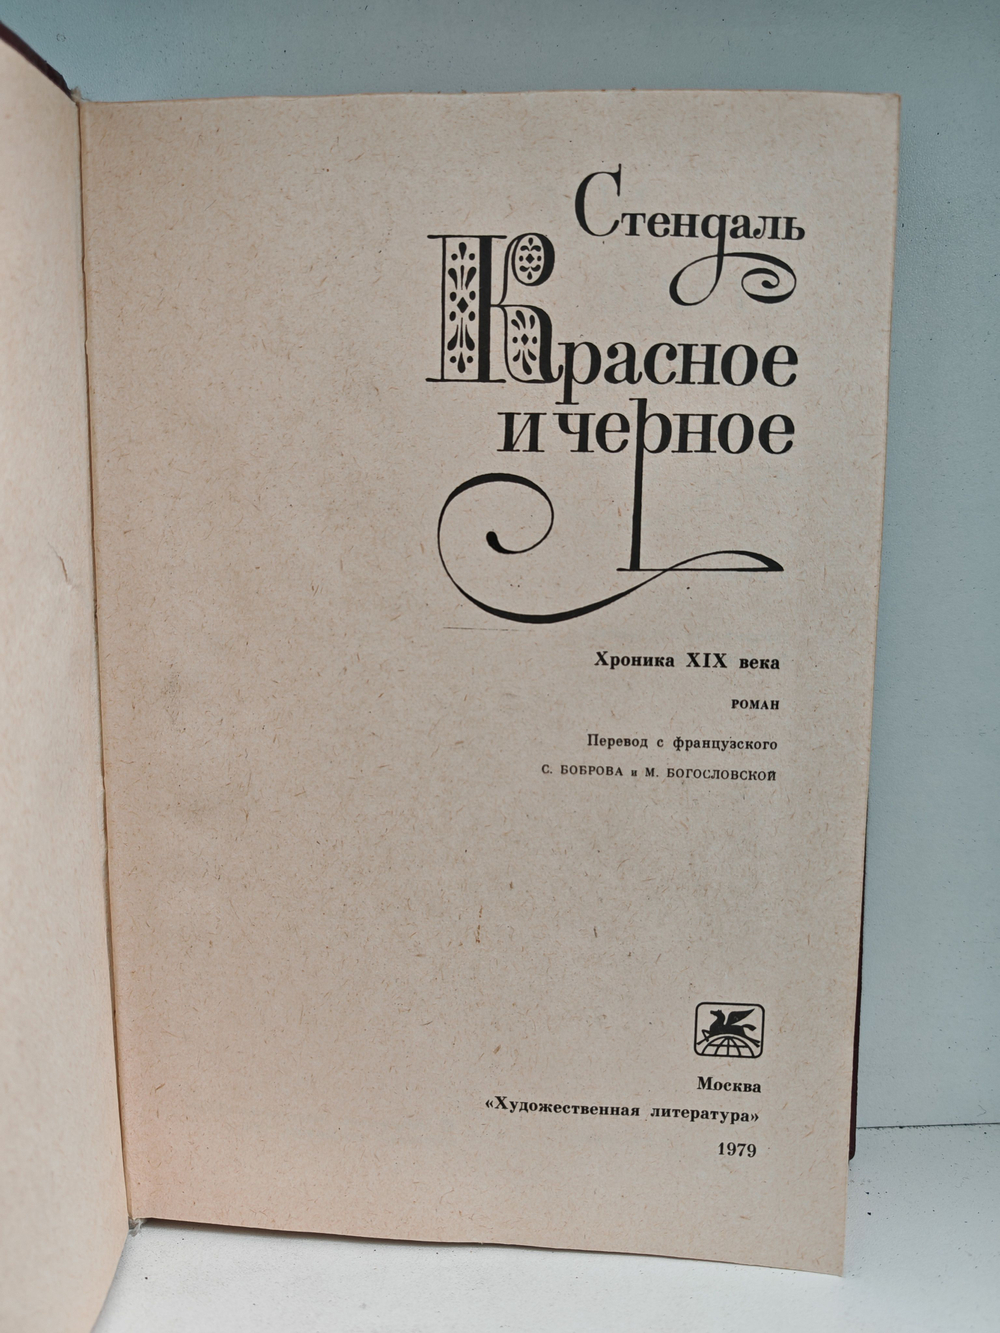 Стендаль
Красное
и черное
Хроника XIX века
РОМАН
Перевод с французского
С. БОБРОВА и М. БОГОСЛОВСКОЙ
Москва
«Художественная литература»
1979